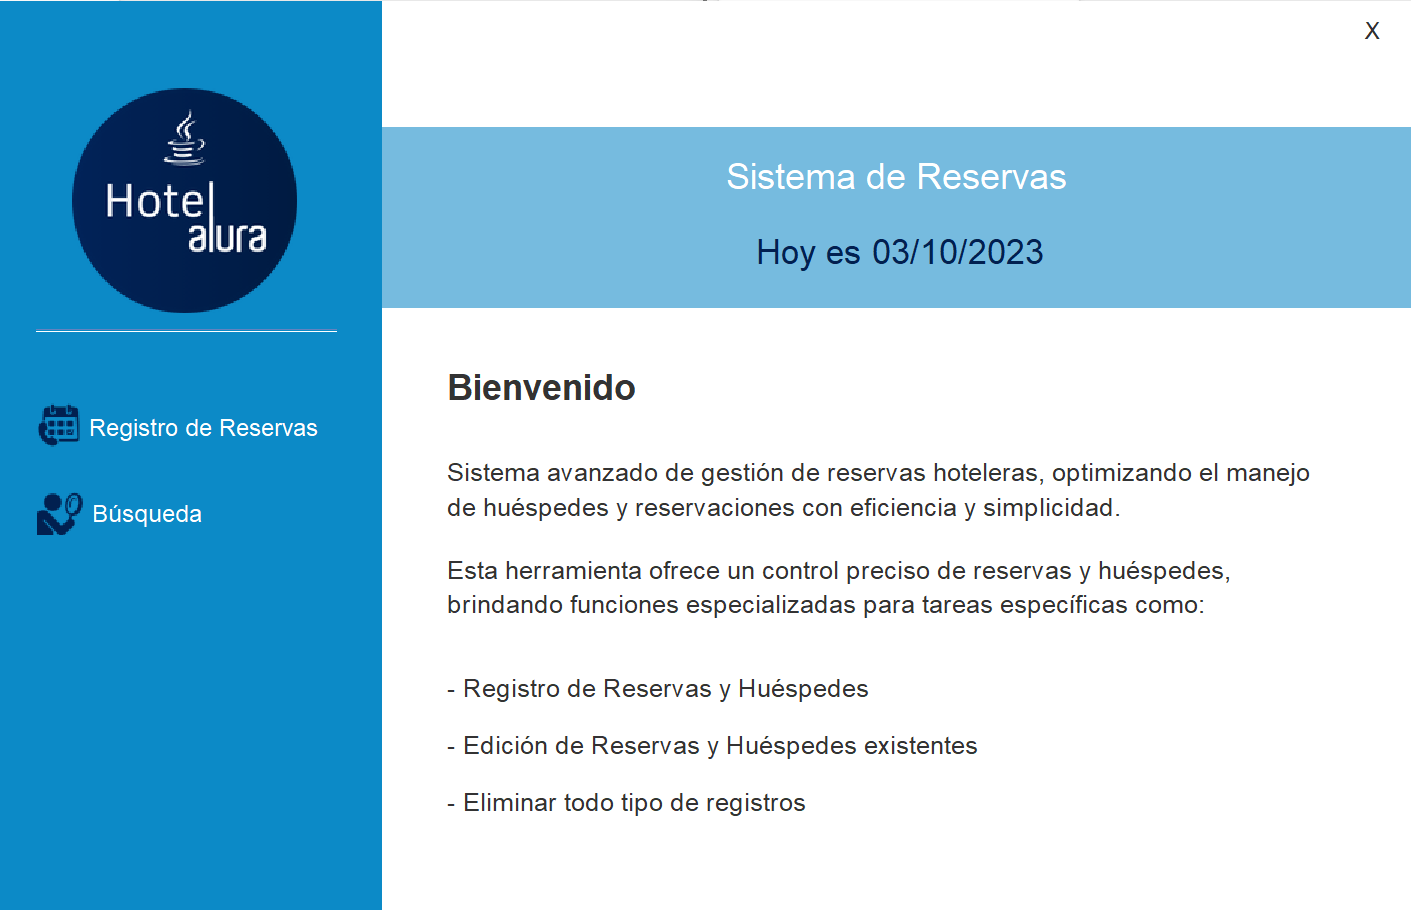 X
Hotel
alura
Registro de Reservas
Búsqueda
Sistema de Reservas
Hoy es 03/10/2023
Bienvenido
Sistema avanzado de gestión de reservas hoteleras, optimizando el manejo
de huéspedes y reservaciones con eficiencia y simplicidad.
Esta herramienta ofrece un control preciso de reservas y huéspedes,
brindando funciones especializadas para tareas específicas como:
- Registro de Reservas y Huéspedes
- Edición de Reservas y Huéspedes existentes
- Eliminar todo tipo de registros